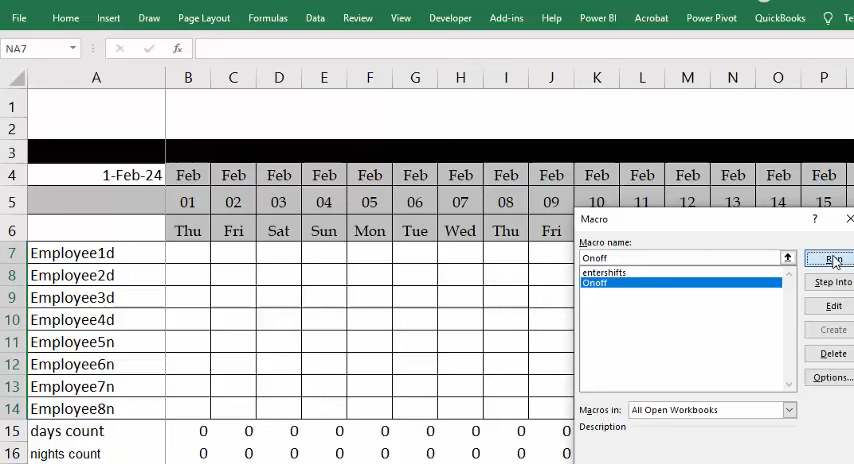 File Home Insert Draw Page Layout Formulas Data Review View Developer Add-ins Help Power BI Acrobat Power Pivot QuickBooks Te
NA7 fx
A B C D E F G H I J K L M N O P
1
2
3
4 1-Feb-24 Feb Feb Feb Feb Feb Feb Feb Feb Feb Feb Feb Feb Feb Feb Feb
5 01 02 03 04 05 06 07 08 09 10 11 12 13 14 15
6 Thu Fri Sat Sun Mon Tue Wed Thu Fri
7 Employee1d
8 Employee2d
9 Employee3d
10 Employee4d
11 Employee5n
12 Employee6n
13 Employee7n
14 Employee8n
15 days count 0 0 0 0 0 0 0 0 0
16 nights count 0 0 0 0 0 0 0 0 0
Macro ?
Macro name:
Onoff
entershifts
Onoff
Run
Step Into
Edit
Create
Delete
Options...
Macros in: All Open Workbooks
Description